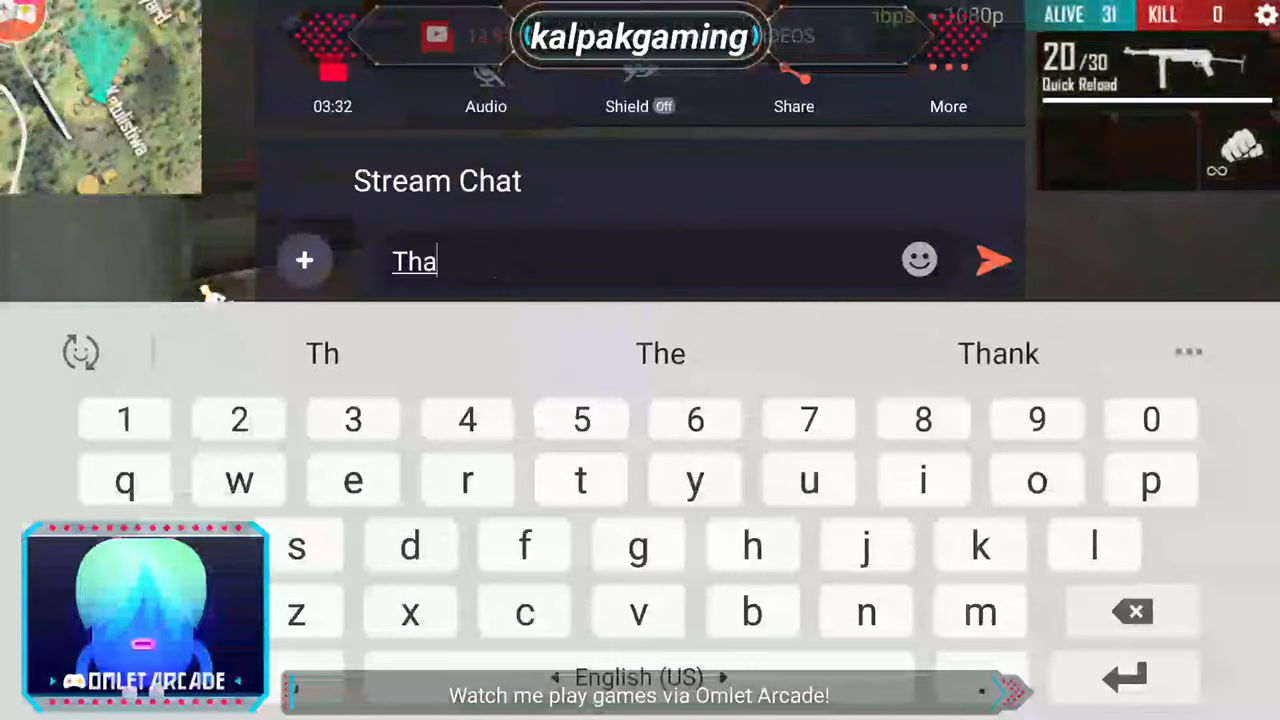 kalpakgaming
1080p
ALIVE 31 KILL 0
20/30
Quick Reload
∞
03:32
Audio
Shield Off
Share
More
Stream Chat
+
Tha
Th
The
Thank
1 2 3 4 5 6 7 8 9 0
q w e r t y u i o p
s d f g h j k l
z x c v b n m
English (US)
OMLET ARCADE
Watch me play games via Omlet Arcade!